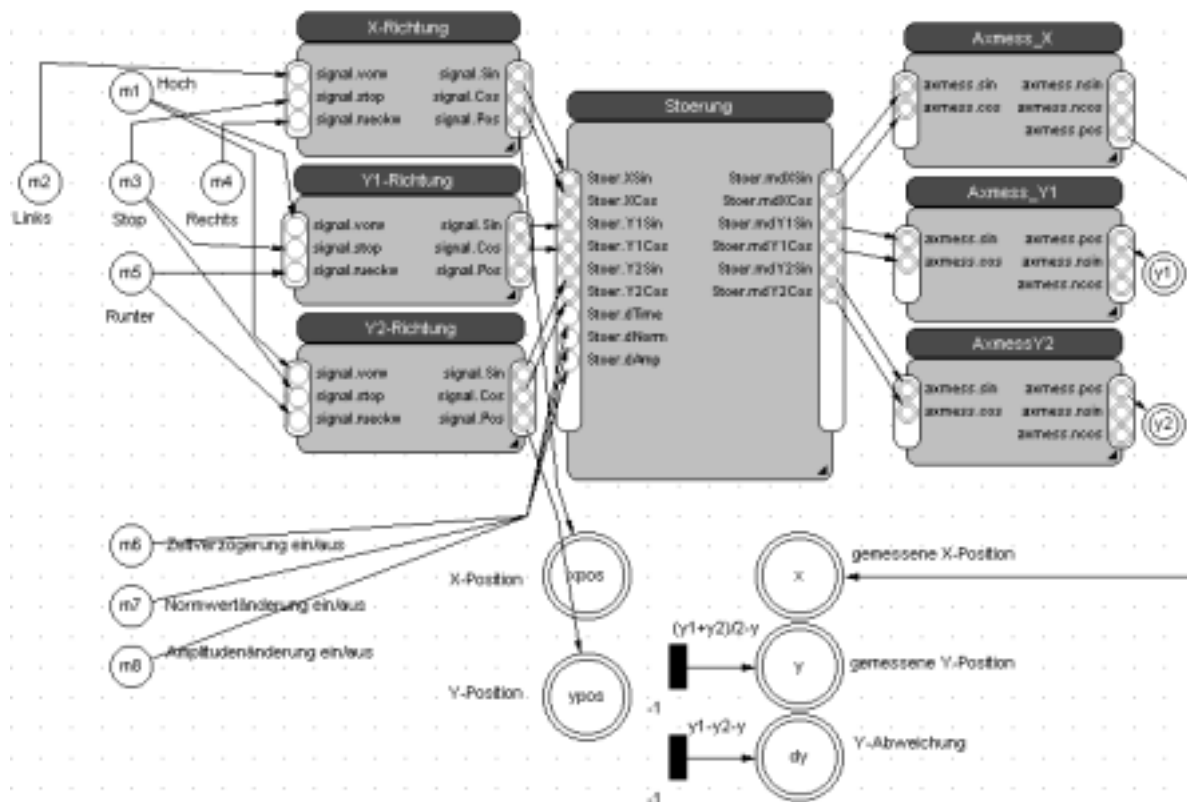 X-Richtung
signal.vorw signal.Sin
signal.stop signal.Cos
signal.rueckw signal.Pos
Y1-Richtung
signal.vorw signal.Sin
signal.stop signal.Cos
signal.rueckw signal.Pos
Y2-Richtung
signal.vorw signal.Sin
signal.stop signal.Cos
signal.rueckw signal.Pos
m1 Hoch
m2
Links
m3
Stop
m4
Rechts
m5
Runter
Stoerung
Stoer.XSin Stoer.mdXSin
Stoer.XCos Stoer.mdXCos
Stoer.Y1Sin Stoer.mdY1Sin
Stoer.Y1Cos Stoer.mdY1Cos
Stoer.Y2Sin Stoer.mdY2Sin
Stoer.Y2Cos Stoer.mdY2Cos
Stoer.dTime
Stoer.dNorm
Stoer.dAmp
Axmess_X
axmess.sin axmess.nsin
axmess.cos axmess.ncos
axmess.pos
Axmess_Y1
axmess.sin axmess.pos
axmess.cos axmess.nsin
axmess.ncos
y1
AxmessY2
axmess.sin axmess.pos
axmess.cos axmess.nsin
axmess.ncos
y2
m6 Zeitverzögerung ein/aus
m7 Normwertänderung ein/aus
m8 Amplitudenänderung ein/aus
X-Position xpos
Y-Position ypos
x gemessene X-Position
(y1+y2)/2-y
y gemessene Y-Position
-1
y1-y2-y
dy Y-Abweichung
-1